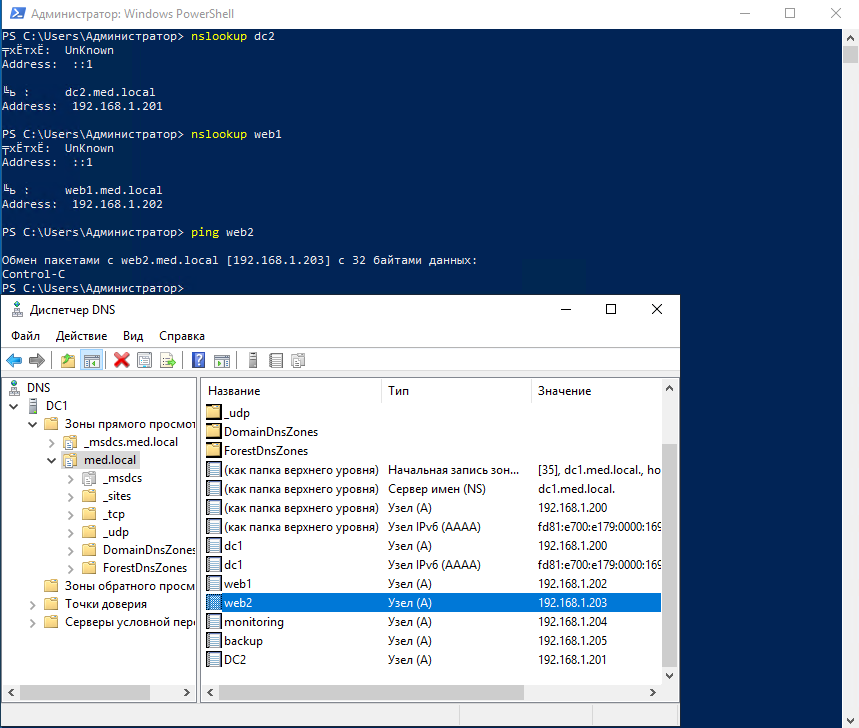 Администратор: Windows PowerShell
PS C:\Users\Администратор> nslookup dc2
╤хЁтхЁ:  UnKnown
Address:  ::1
╚ь :     dc2.med.local
Address:  192.168.1.201
PS C:\Users\Администратор> nslookup web1
╤хЁтхЁ:  UnKnown
Address:  ::1
╚ь :     web1.med.local
Address:  192.168.1.202
PS C:\Users\Администратор> ping web2
Обмен пакетами с web2.med.local [192.168.1.203] с 32 байтами данных:
Control-C
PS C:\Users\Администратор>
Диспетчер DNS
Файл Действие Вид Справка
DNS
DC1
Зоны прямого просмот
_msdcs.med.local
med.local
_msdcs
_sites
_tcp
_udp
DomainDnsZones
ForestDnsZones
Зоны обратного просм
Точки доверия
Серверы условной пер
Название Тип Значение
_udp
DomainDnsZones
ForestDnsZones
(как папка верхнего уровня) Начальная запись зон... [35], dc1.med.local., ho
(как папка верхнего уровня) Сервер имен (NS) dc1.med.local.
(как папка верхнего уровня) Узел (A) 192.168.1.200
(как папка верхнего уровня) Узел IPv6 (AAAA) fd81:e700:e179:0000:169
dc1 Узел (A) 192.168.1.200
dc1 Узел IPv6 (AAAA) fd81:e700:e179:0000:169
web1 Узел (A) 192.168.1.202
web2 Узел (A) 192.168.1.203
monitoring Узел (A) 192.168.1.204
backup Узел (A) 192.168.1.205
DC2 Узел (A) 192.168.1.201